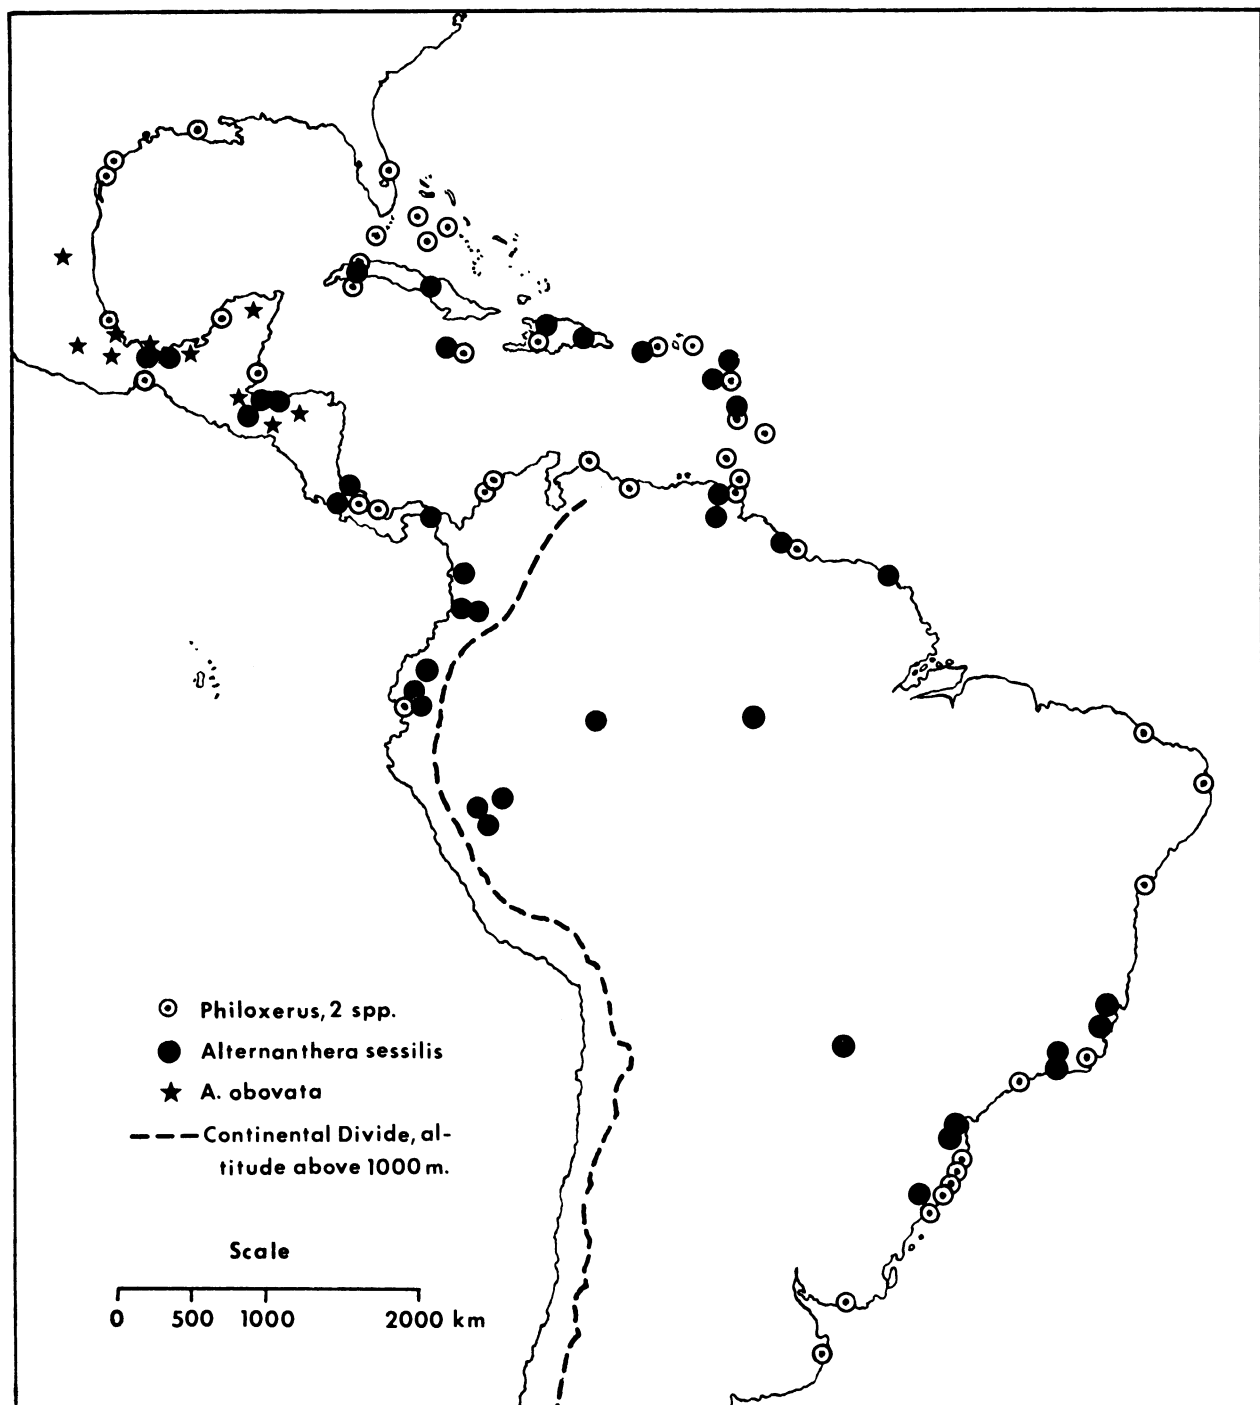 Philoxerus, 2 spp.
Alternanthera sessilis
A. obovata
Continental Divide, al-
titude above 1000 m.
Scale
0 500 1000 2000 km